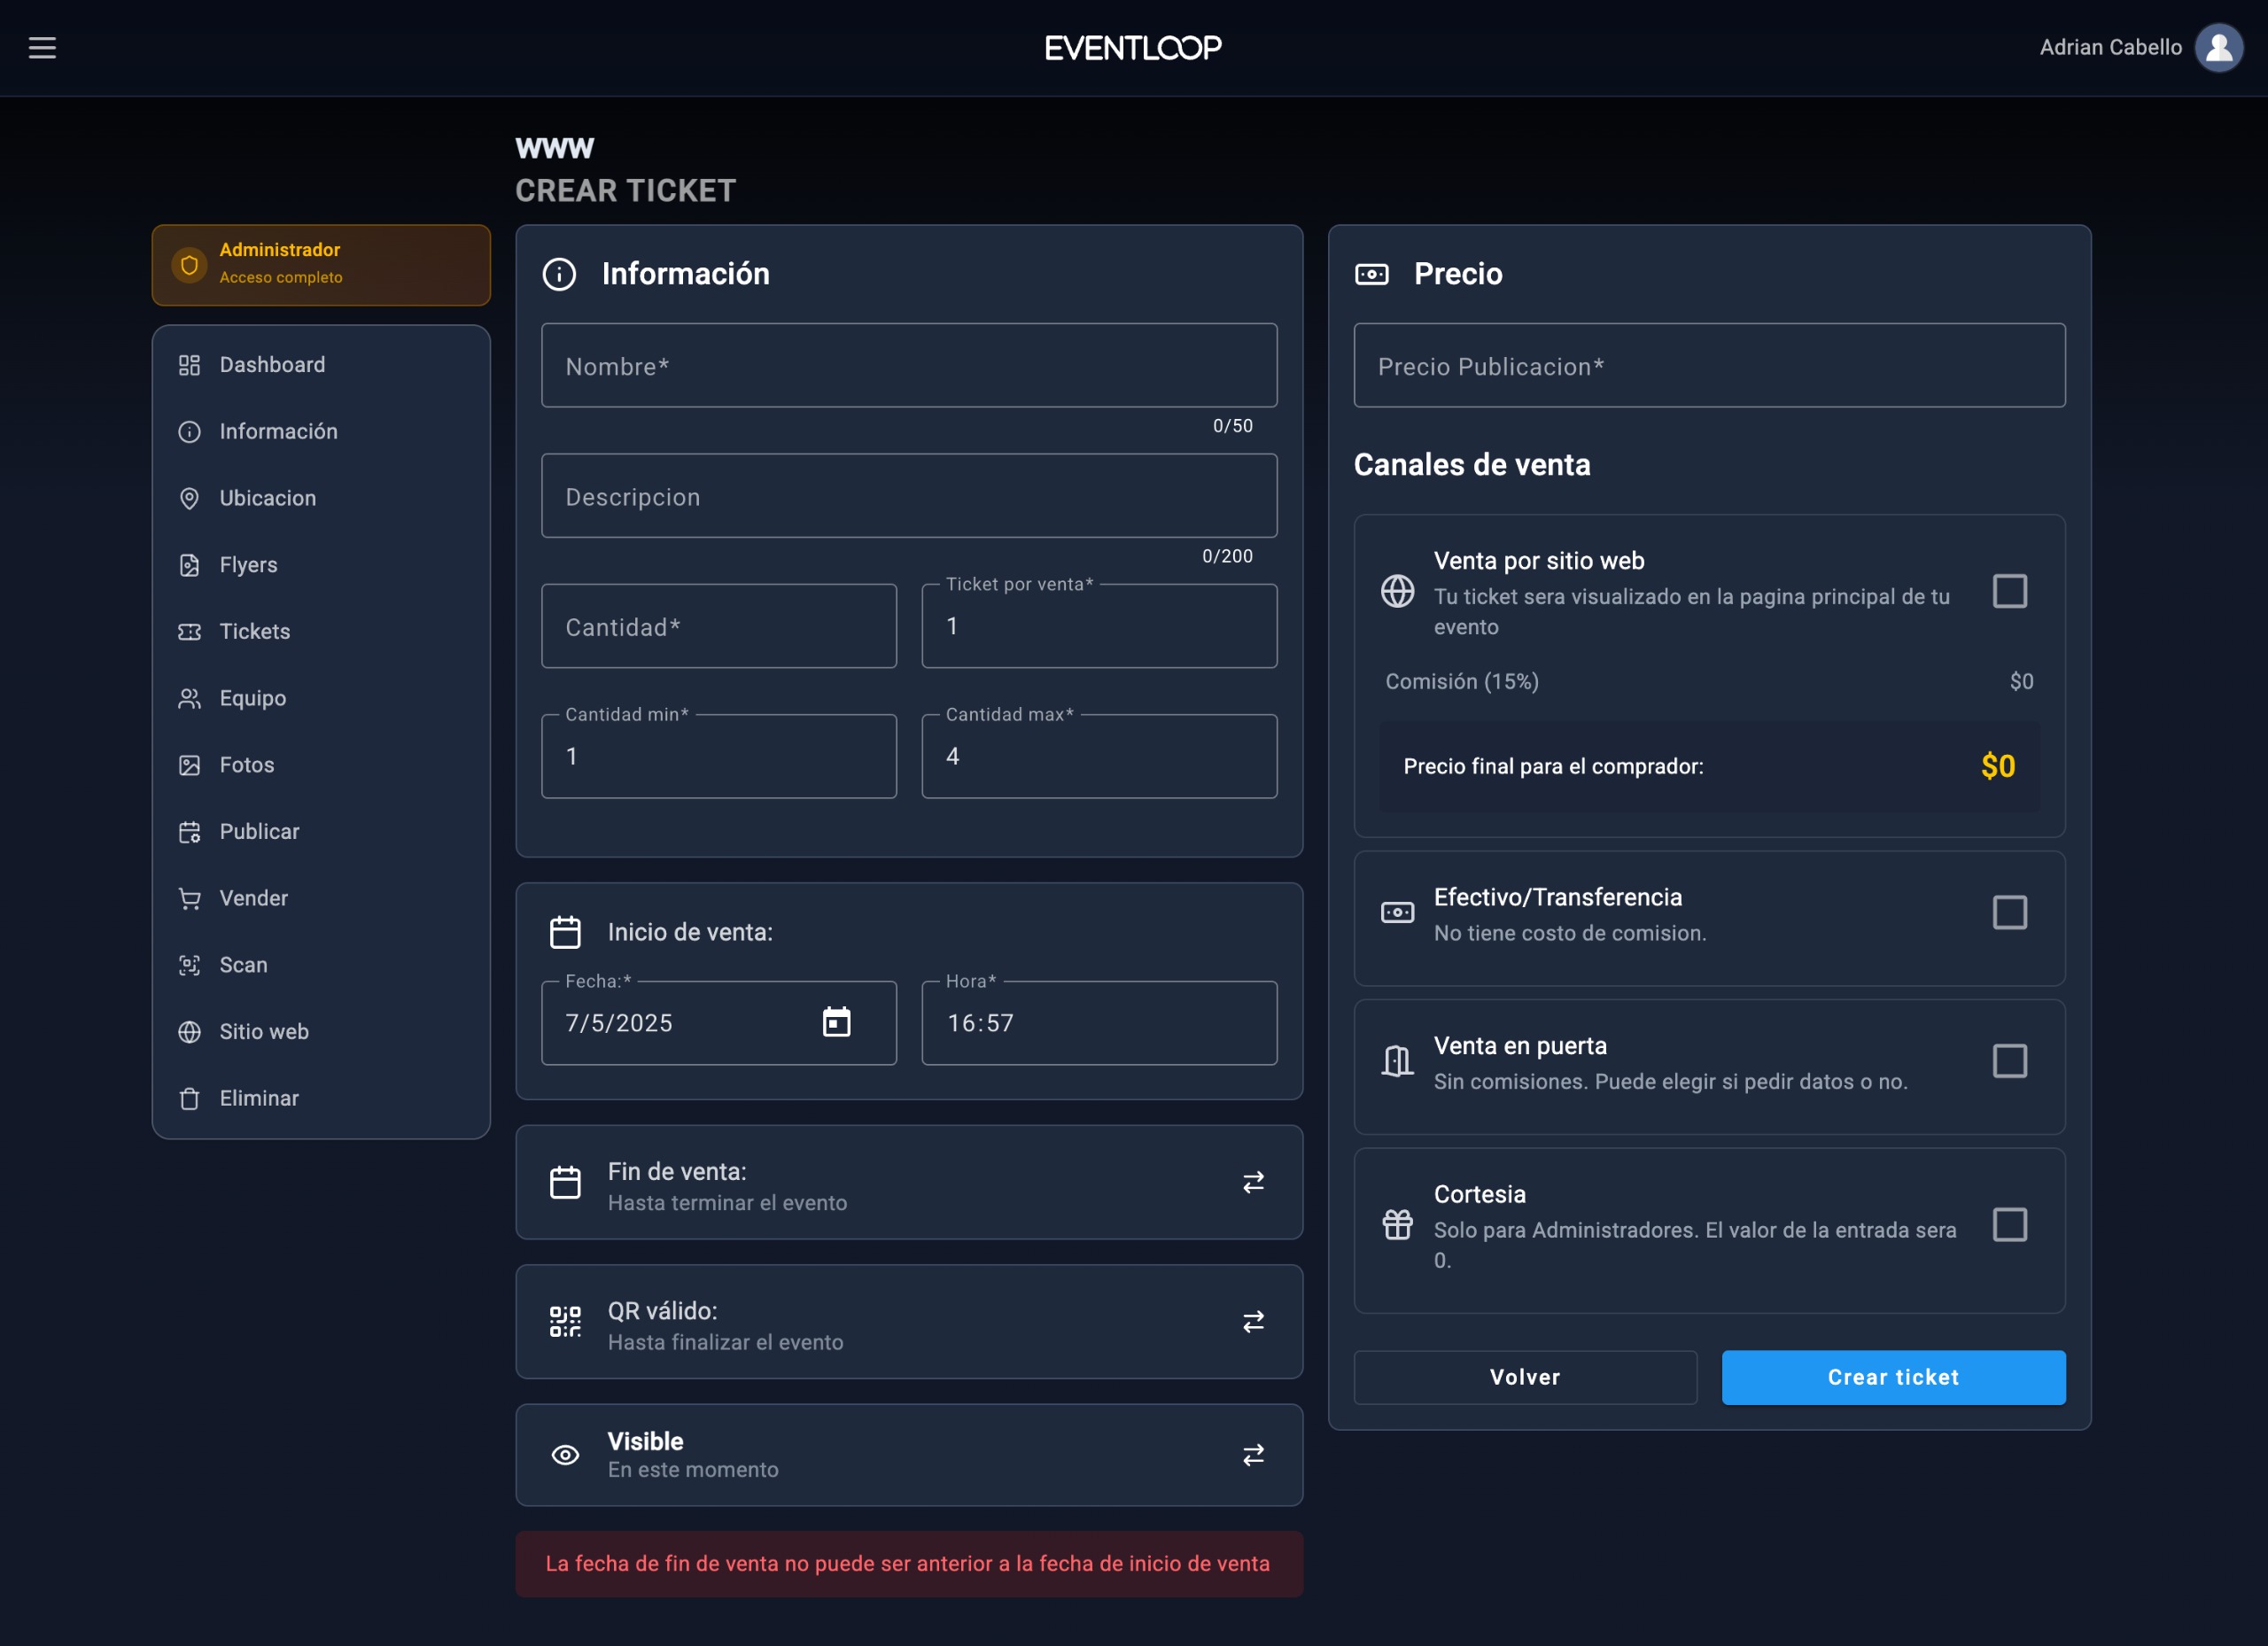 EVENTLOOP
Adrian Cabello
www
CREAR TICKET
Administrador
Acceso completo
Dashboard
Información
Ubicacion
Flyers
Tickets
Equipo
Fotos
Publicar
Vender
Scan
Sitio web
Eliminar
Información
Nombre*
0/50
Descripcion
0/200
Cantidad*
Ticket por venta*
1
Cantidad min*
1
Cantidad max*
4
Inicio de venta:
Fecha:*
7/5/2025
Hora*
16:57
Fin de venta:
Hasta terminar el evento
QR válido:
Hasta finalizar el evento
Visible
En este momento
La fecha de fin de venta no puede ser anterior a la fecha de inicio de venta
Precio
Precio Publicacion*
Canales de venta
Venta por sitio web
Tu ticket sera visualizado en la pagina principal de tu
evento
Comisión (15%) $0
Precio final para el comprador: $0
Efectivo/Transferencia
No tiene costo de comision.
Venta en puerta
Sin comisiones. Puede elegir si pedir datos o no.
Cortesia
Solo para Administradores. El valor de la entrada sera
0.
Volver
Crear ticket